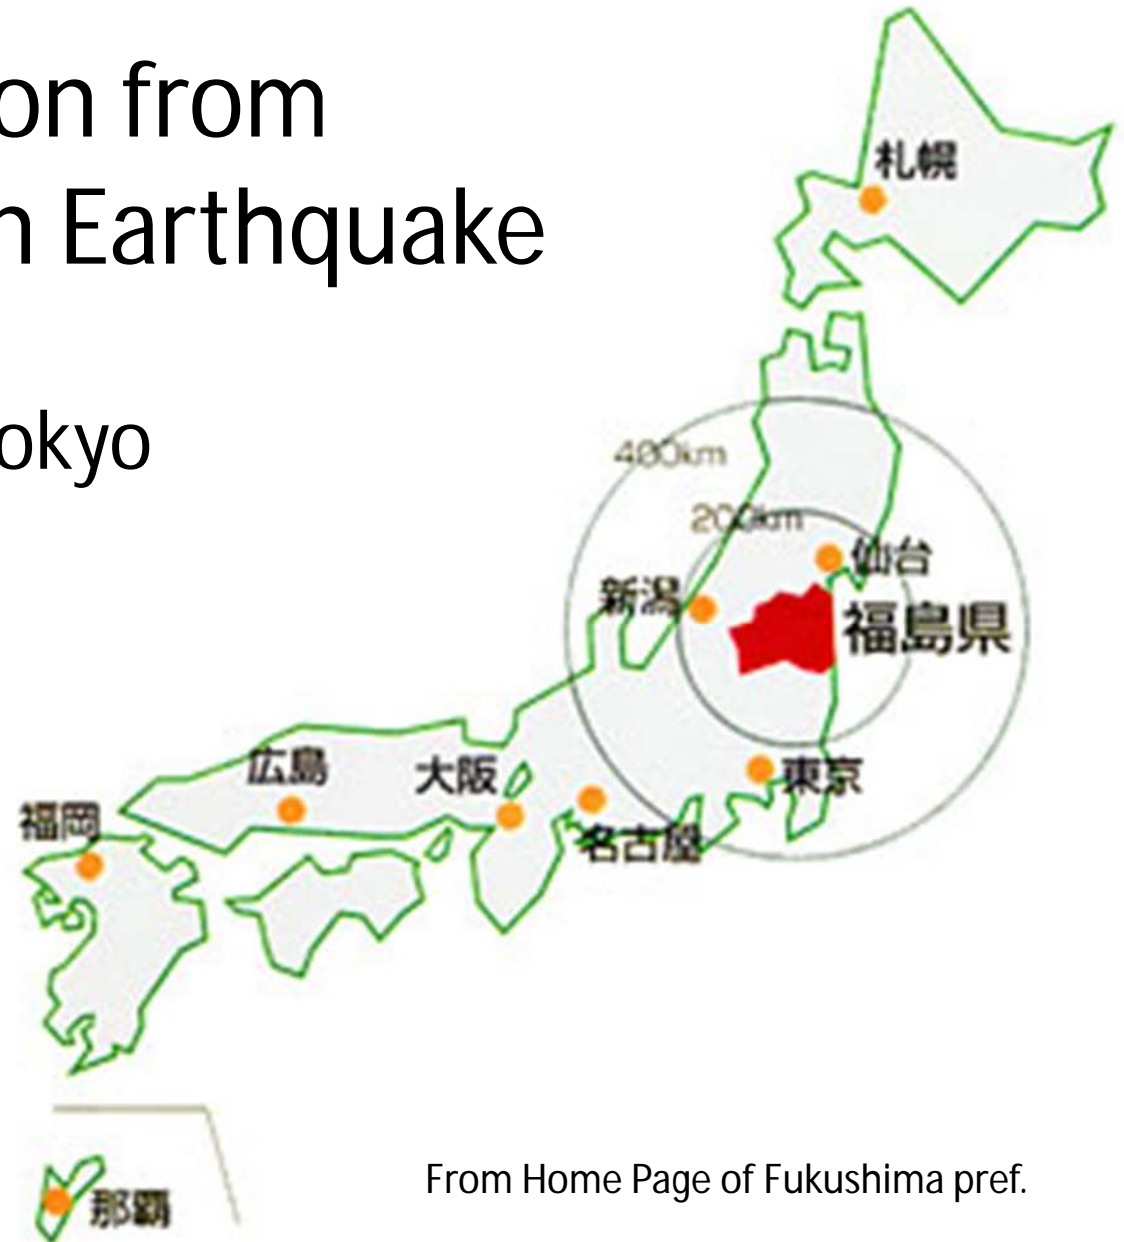 on from
n Earthquake
okyo
札幌
400km
200km
仙台
新潟
福島県
広島
大阪
東京
福岡
名古屋
那覇
From Home Page of Fukushima pref.